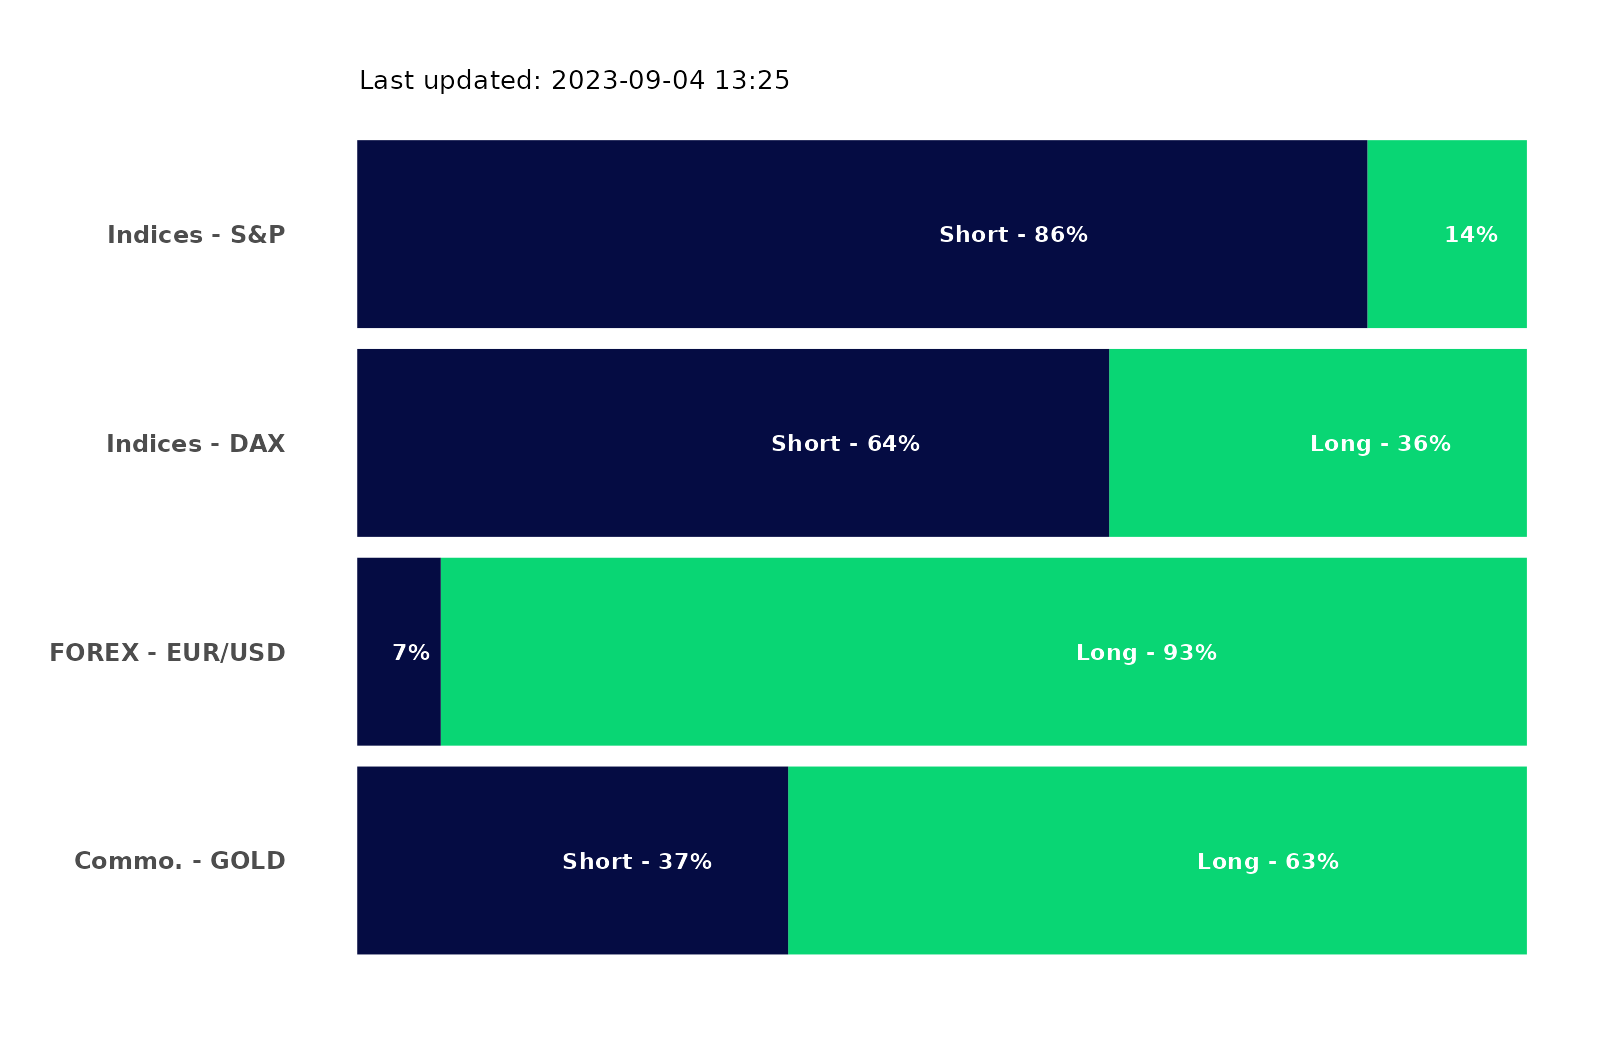 Last updated: 2023-09-04 13:25
Indices - S&P Short - 86% 14%
Indices - DAX Short - 64% Long - 36%
FOREX - EUR/USD 7% Long - 93%
Commo. - GOLD Short - 37% Long - 63%